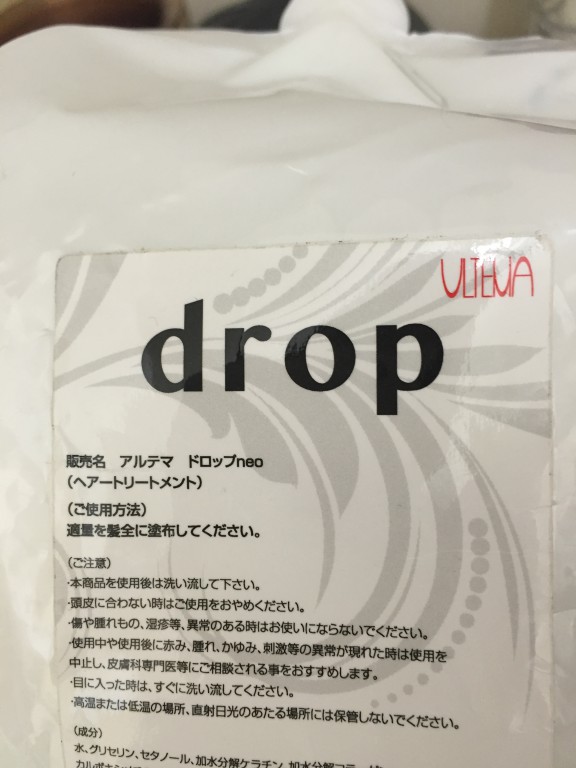 ULTEMA
drop
販売名　アルテマ　ドロップneo
（ヘアートリートメント）
（ご使用方法）
適量を髪全に塗布してください。
（ご注意）
・本商品を使用後は洗い流して下さい。
・頭皮に合わない時はご使用をおやめください。
・傷や腫れもの、湿疹等、異常のある時はお使いにならないでください。
・使用中や使用後に赤み、腫れ、かゆみ、刺激等の異常が現れた時は使用を
中止し、皮膚科専門医等にご相談される事をおすすめします。
・目に入った時は、すぐに洗い流してください。
・高温または低温の場所、直射日光のあたる場所には保管しないでください。
（成分）
水、グリセリン、セタノール、加水分解ケラチン、加水分解コラー